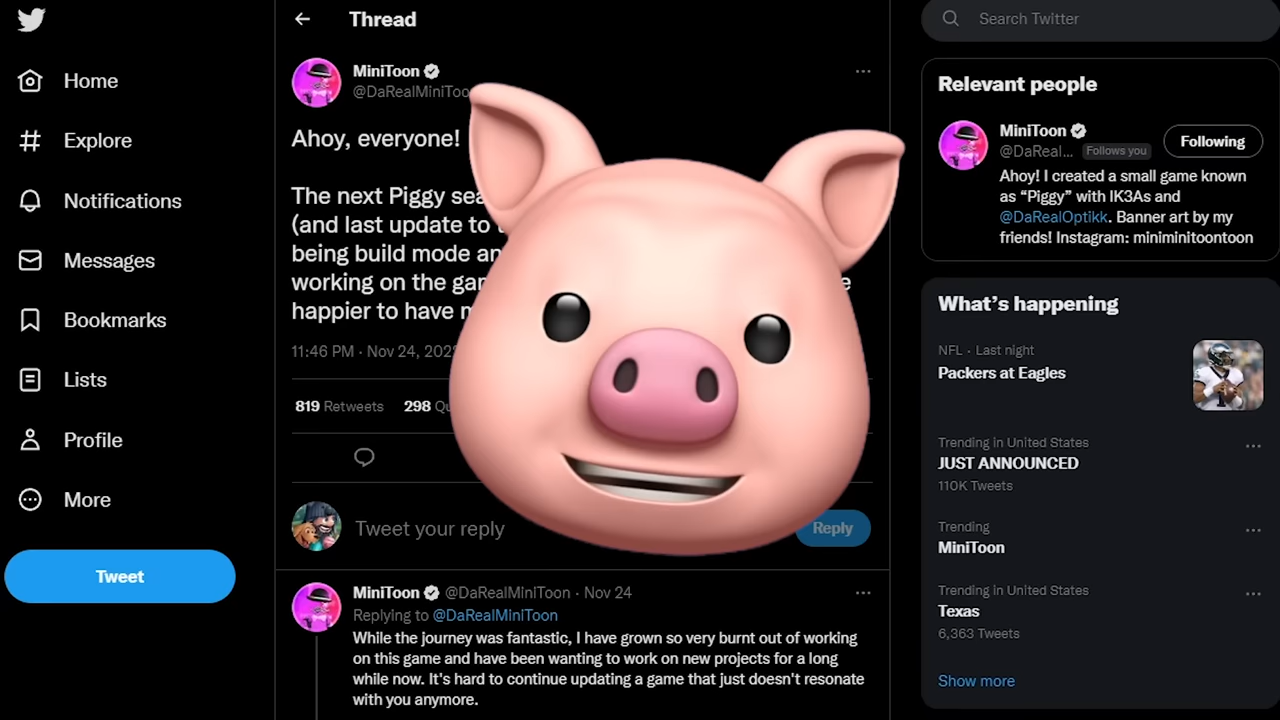 Home
Explore
Notifications
Messages
Bookmarks
Lists
Profile
More
Tweet
Thread
MiniToon
@DaRealMiniToo
Ahoy, everyone!
The next Piggy
(and last update to
being build mode
working on the
happier to have
11:46 PM · Nov 24,
819 Retweets 298
Tweet your reply
Reply
MiniToon @DaRealMiniToon · Nov 24
Replying to @DaRealMiniToon
While the journey was fantastic, I have grown so very burnt out of working
on this game and have been wanting to work on new projects for a long
while now. It's hard to continue updating a game that just doesn't resonate
with you anymore.
Search Twitter
Relevant people
MiniToon
@DaReal... Follows you
Following
Ahoy! I created a small game known
as “Piggy” with IK3As and
@DaRealOptikk. Banner art by my
friends! Instagram: miniminitoontoon
What’s happening
NFL · Last night
Packers at Eagles
Trending in United States
JUST ANNOUNCED
110K Tweets
Trending
MiniToon
Trending in United States
Texas
6,363 Tweets
Show more